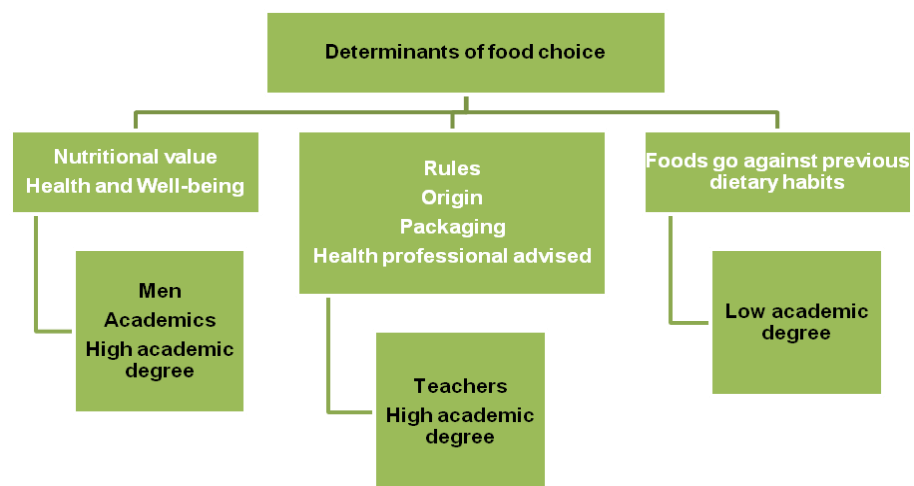 Determinants of food choice
Nutritional value
Health and Well-being
Men
Academics
High academic
degree
Rules
Origin
Packaging
Health professional advised
Teachers
High academic
degree
Foods go against previous
dietary habits
Low academic
degree